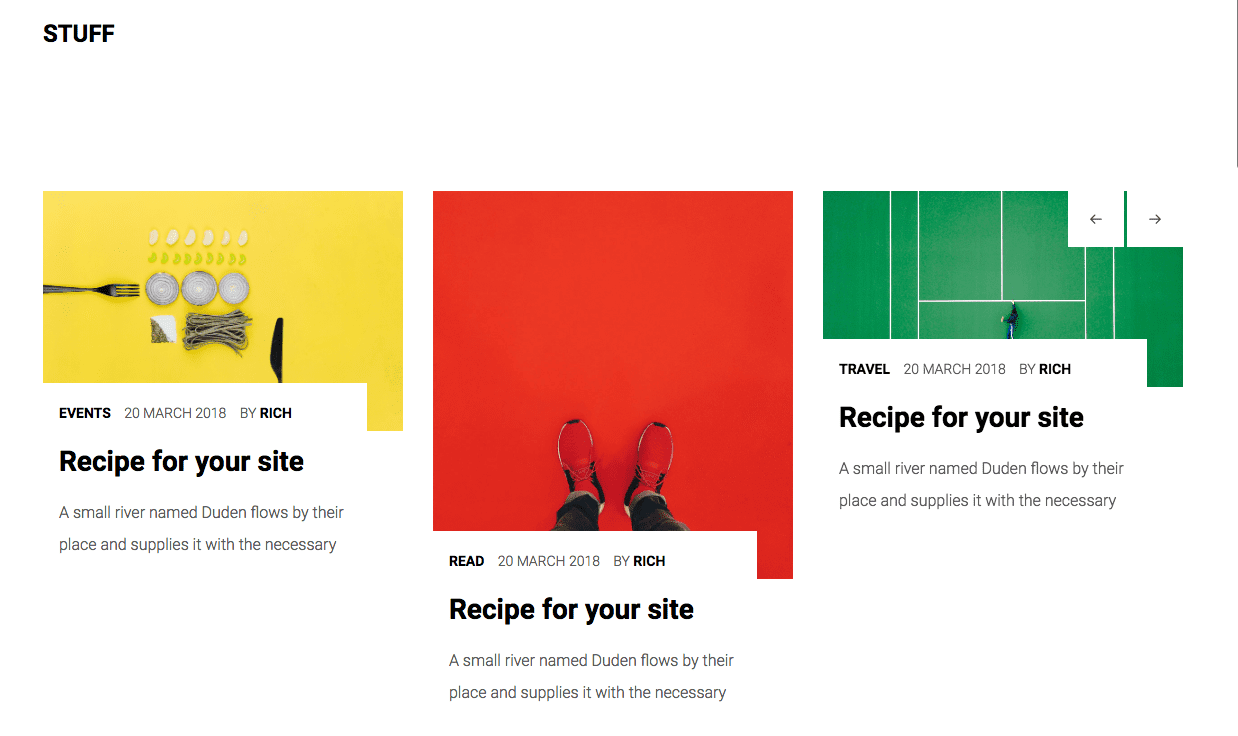 STUFF
EVENTS 20 MARCH 2018 BY RICH
Recipe for your site
A small river named Duden flows by their
place and supplies it with the necessary
READ 20 MARCH 2018 BY RICH
Recipe for your site
A small river named Duden flows by their
place and supplies it with the necessary
TRAVEL 20 MARCH 2018 BY RICH
Recipe for your site
A small river named Duden flows by their
place and supplies it with the necessary